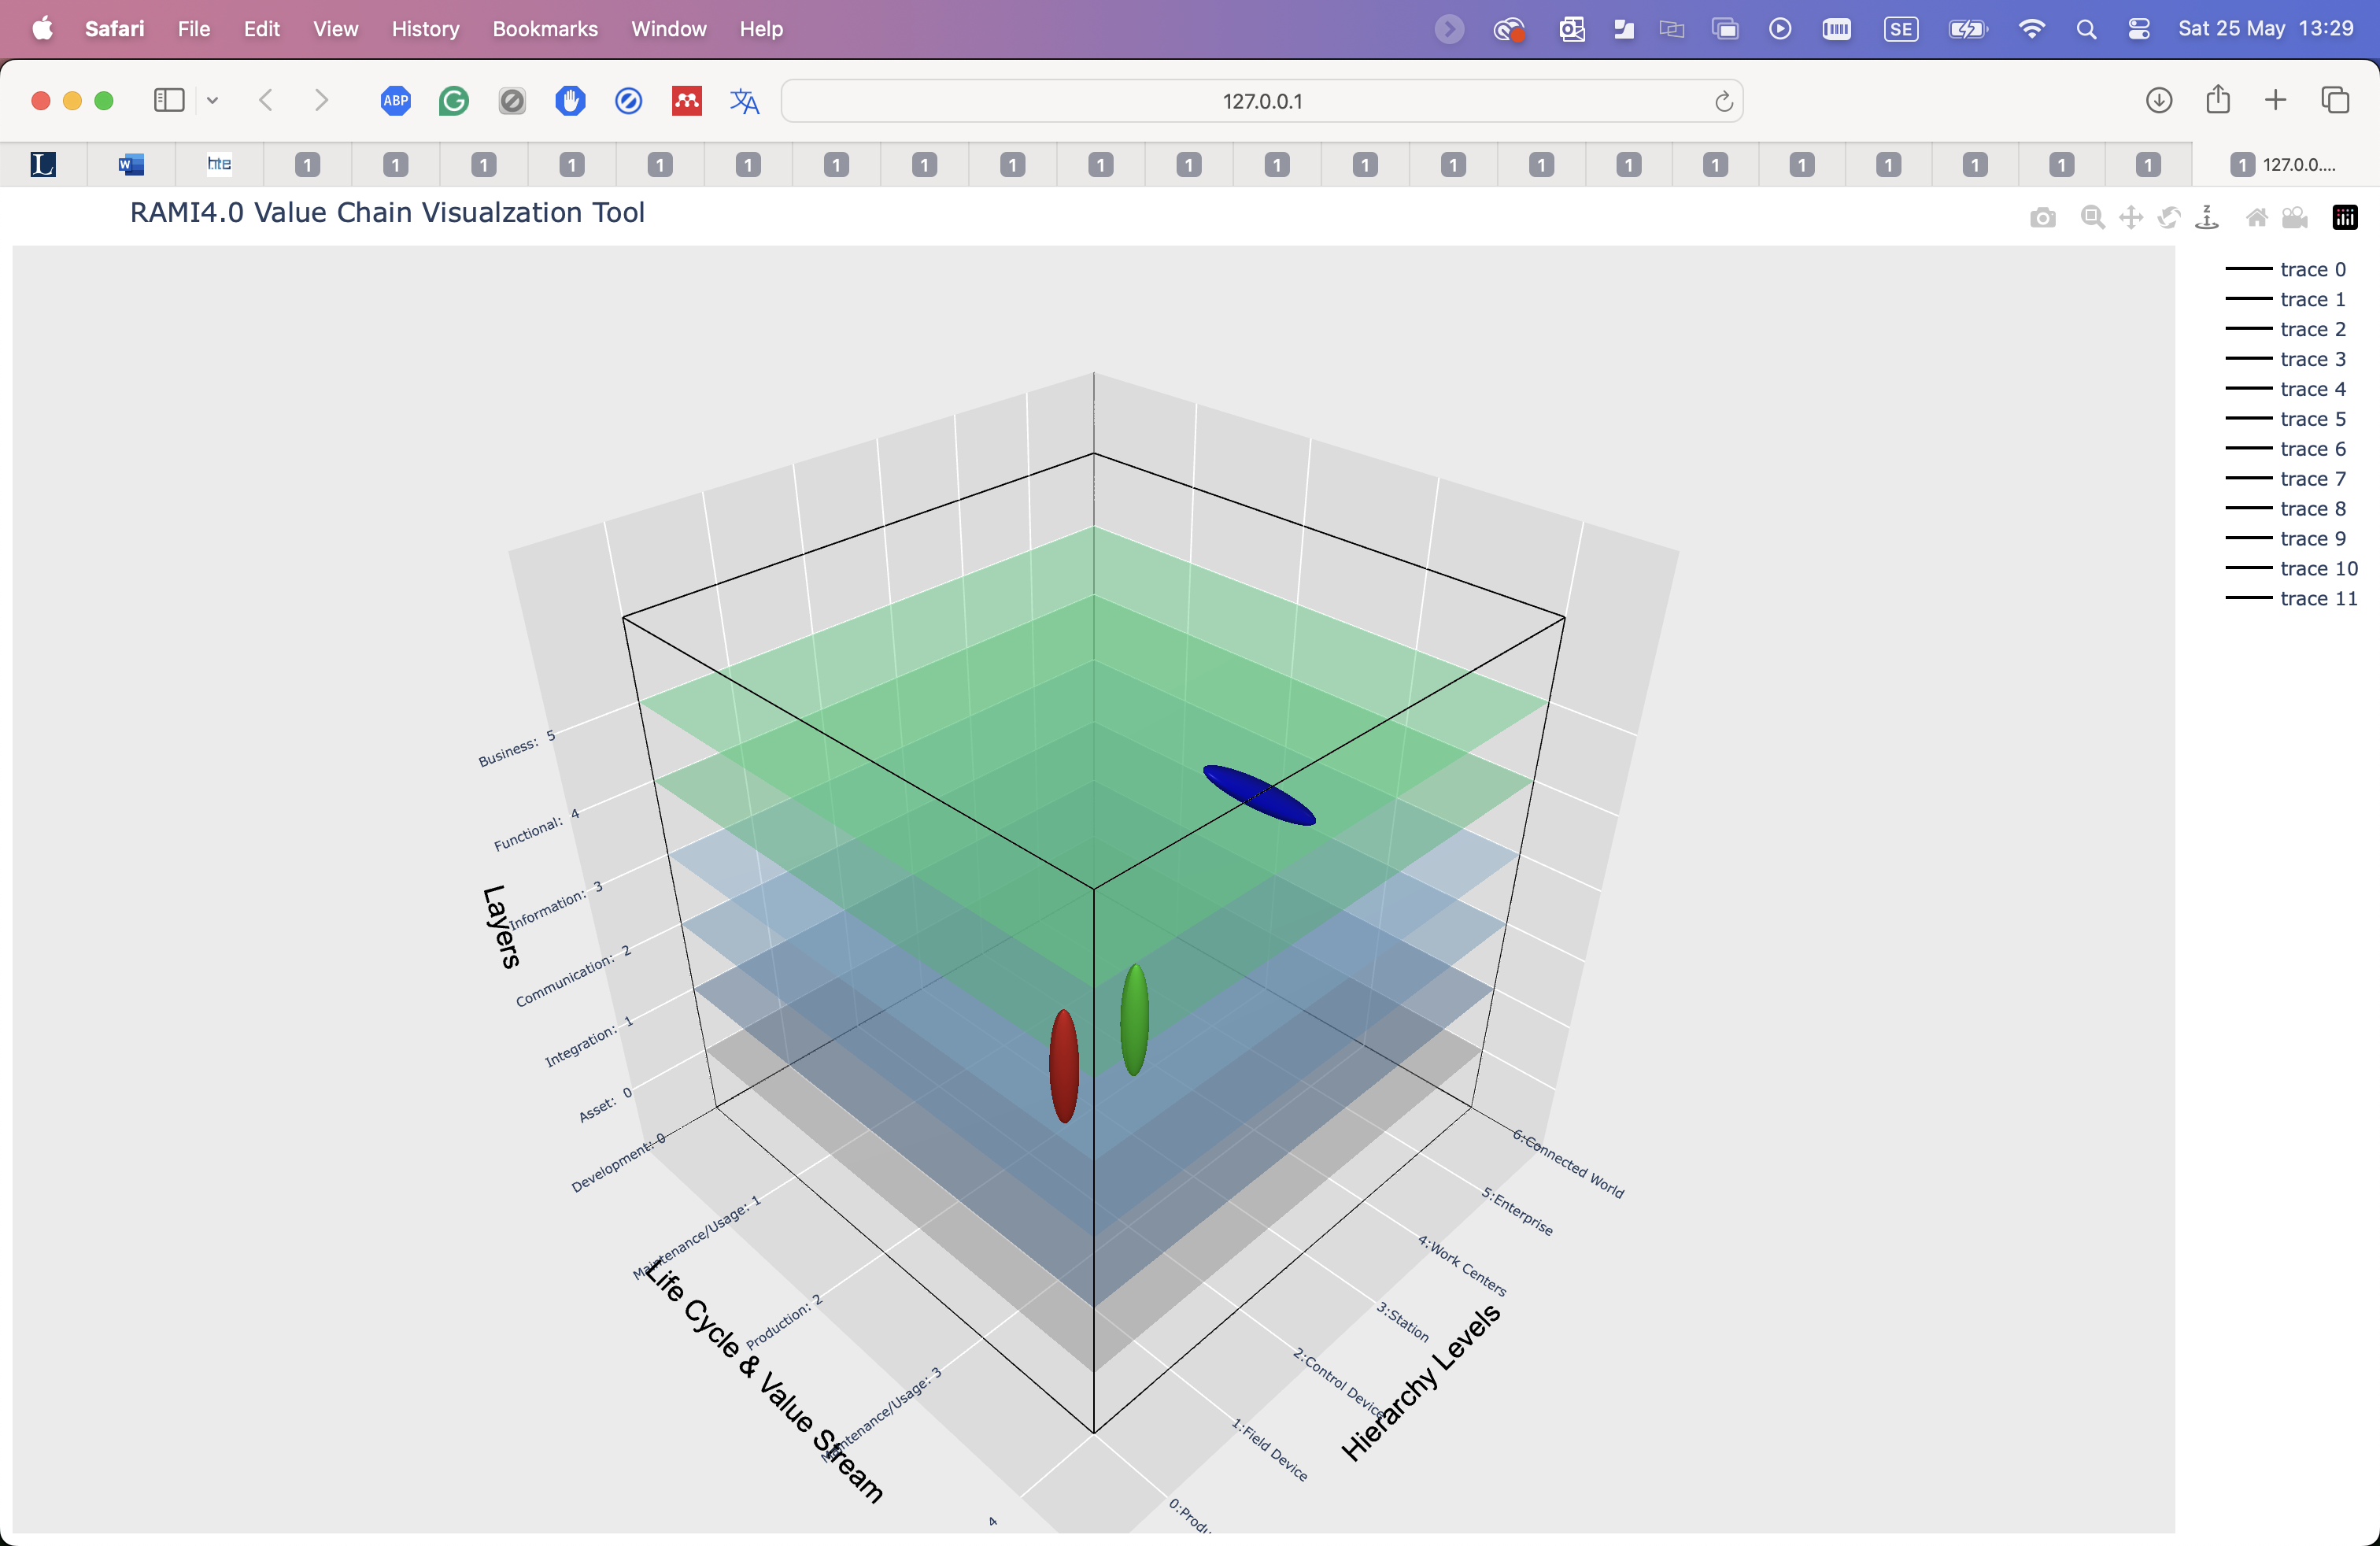 Safari File Edit View History Bookmarks Window Help SE Sat 25 May 13:29
ABP 127.0.0.1
L W hte 1 1 1 1 1 1 1 1 1 1 1 1 1 1 1 1 1 1 1 1 1 1 1 127.0.0....
RAMI4.0 Value Chain Visualzation Tool
trace 0
trace 1
trace 2
trace 3
trace 4
trace 5
trace 6
trace 7
trace 8
trace 9
trace 10
trace 11
Layers
Business: 5
Functional: 4
Information: 3
Communication: 2
Integration: 1
Asset: 0
Development: 0
Maintenance/Usage: 1
Production: 2
Maintenance/Usage: 3
4
Life Cycle & Value Stream
6:Connected World
5:Enterprise
4:Work Centers
3:Station
2:Control Device
1:Field Device
0:Produ
Hierarchy Levels